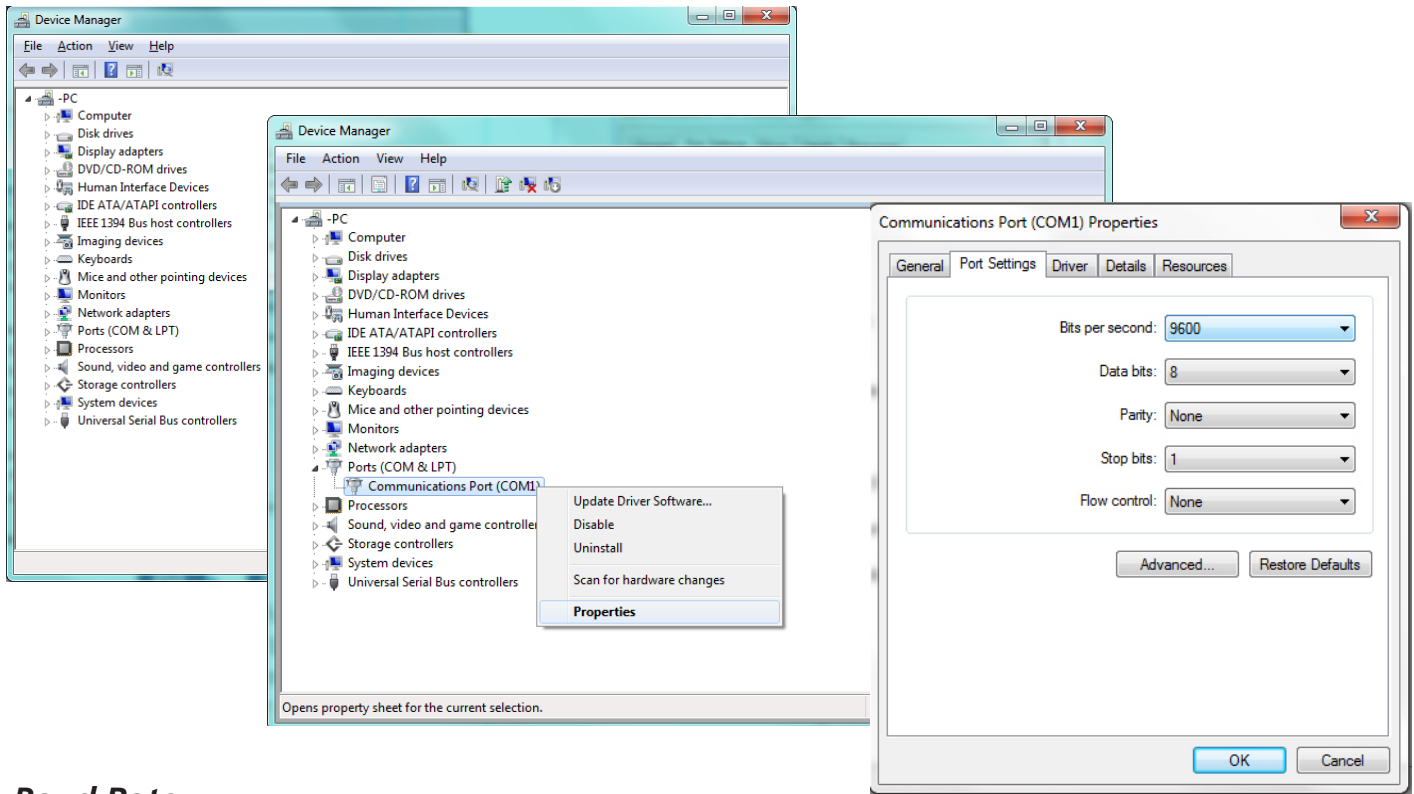 Device Manager
File Action View Help
-PC
Computer
Disk drives
Display adapters
DVD/CD-ROM drives
Human Interface Devices
IDE ATA/ATAPI controllers
IEEE 1394 Bus host controllers
Imaging devices
Keyboards
Mice and other pointing devices
Monitors
Network adapters
Ports (COM & LPT)
Processors
Sound, video and game controllers
Storage controllers
System devices
Universal Serial Bus controllers
Device Manager
File Action View Help
-PC
Computer
Disk drives
Display adapters
DVD/CD-ROM drives
Human Interface Devices
IDE ATA/ATAPI controllers
IEEE 1394 Bus host controllers
Imaging devices
Keyboards
Mice and other pointing devices
Monitors
Network adapters
Ports (COM & LPT)
Communications Port (COM1)
Processors
Sound, video and game controller
Storage controllers
System devices
Universal Serial Bus controllers
Update Driver Software...
Disable
Uninstall
Scan for hardware changes
Properties
Opens property sheet for the current selection.
Communications Port (COM1) Properties
General Port Settings Driver Details Resources
Bits per second: 9600
Data bits: 8
Parity: None
Stop bits: 1
Flow control: None
Advanced... Restore Defaults
OK Cancel